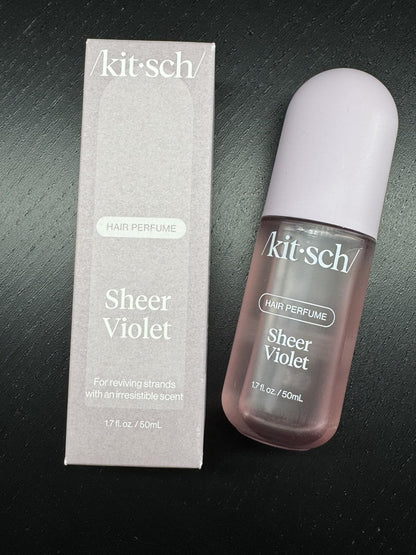 /kit·sch/
HAIR PERFUME
Sheer
Violet
For reviving strands
with an irresistible scent
1.7 fl. oz. / 50mL
/kit·sch/
HAIR PERFUME
Sheer
Violet
1.7 fl. oz. / 50mL